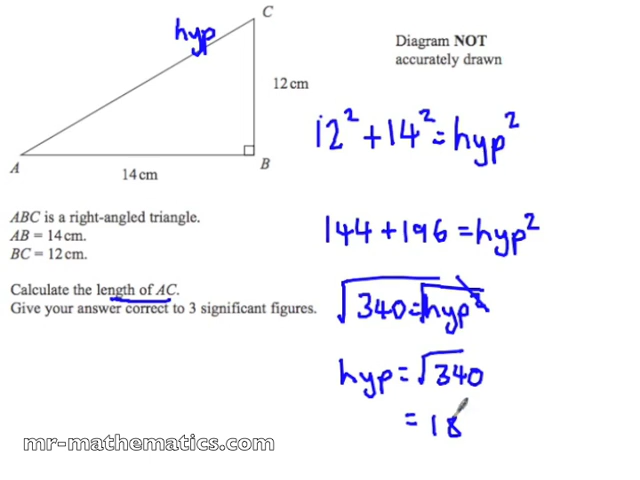 hyp
C
Diagram NOT
accurately drawn
12 cm
12² + 14² = hyp²
A
B
14 cm
ABC is a right-angled triangle.
AB = 14 cm.
BC = 12 cm.
144 + 196 = hyp²
Calculate the length of AC.
Give your answer correct to 3 significant figures.
√340 = √hyp²
hyp = √340
= 18
mr-mathematics.com